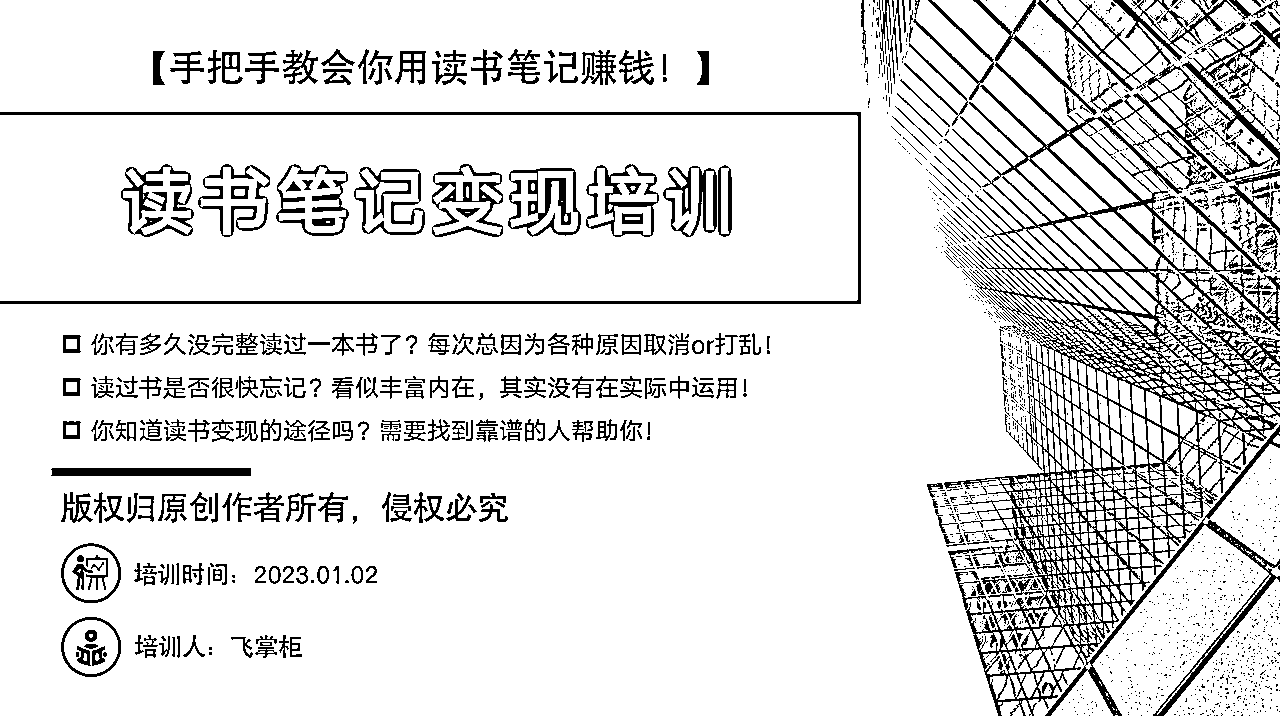 【手把手教会你用读书笔记赚钱！】
读书笔记变现培训
你有多久没完整读过一本书了？每次总因为各种原因取消or打乱！
读过书是否很快忘记？看似丰富内在，其实没有在实际中运用！
你知道读书变现的途径吗？需要找到靠谱的人帮助你！
版权归原创作者所有，侵权必究
培训时间：2023.01.02
培训人：飞掌柜